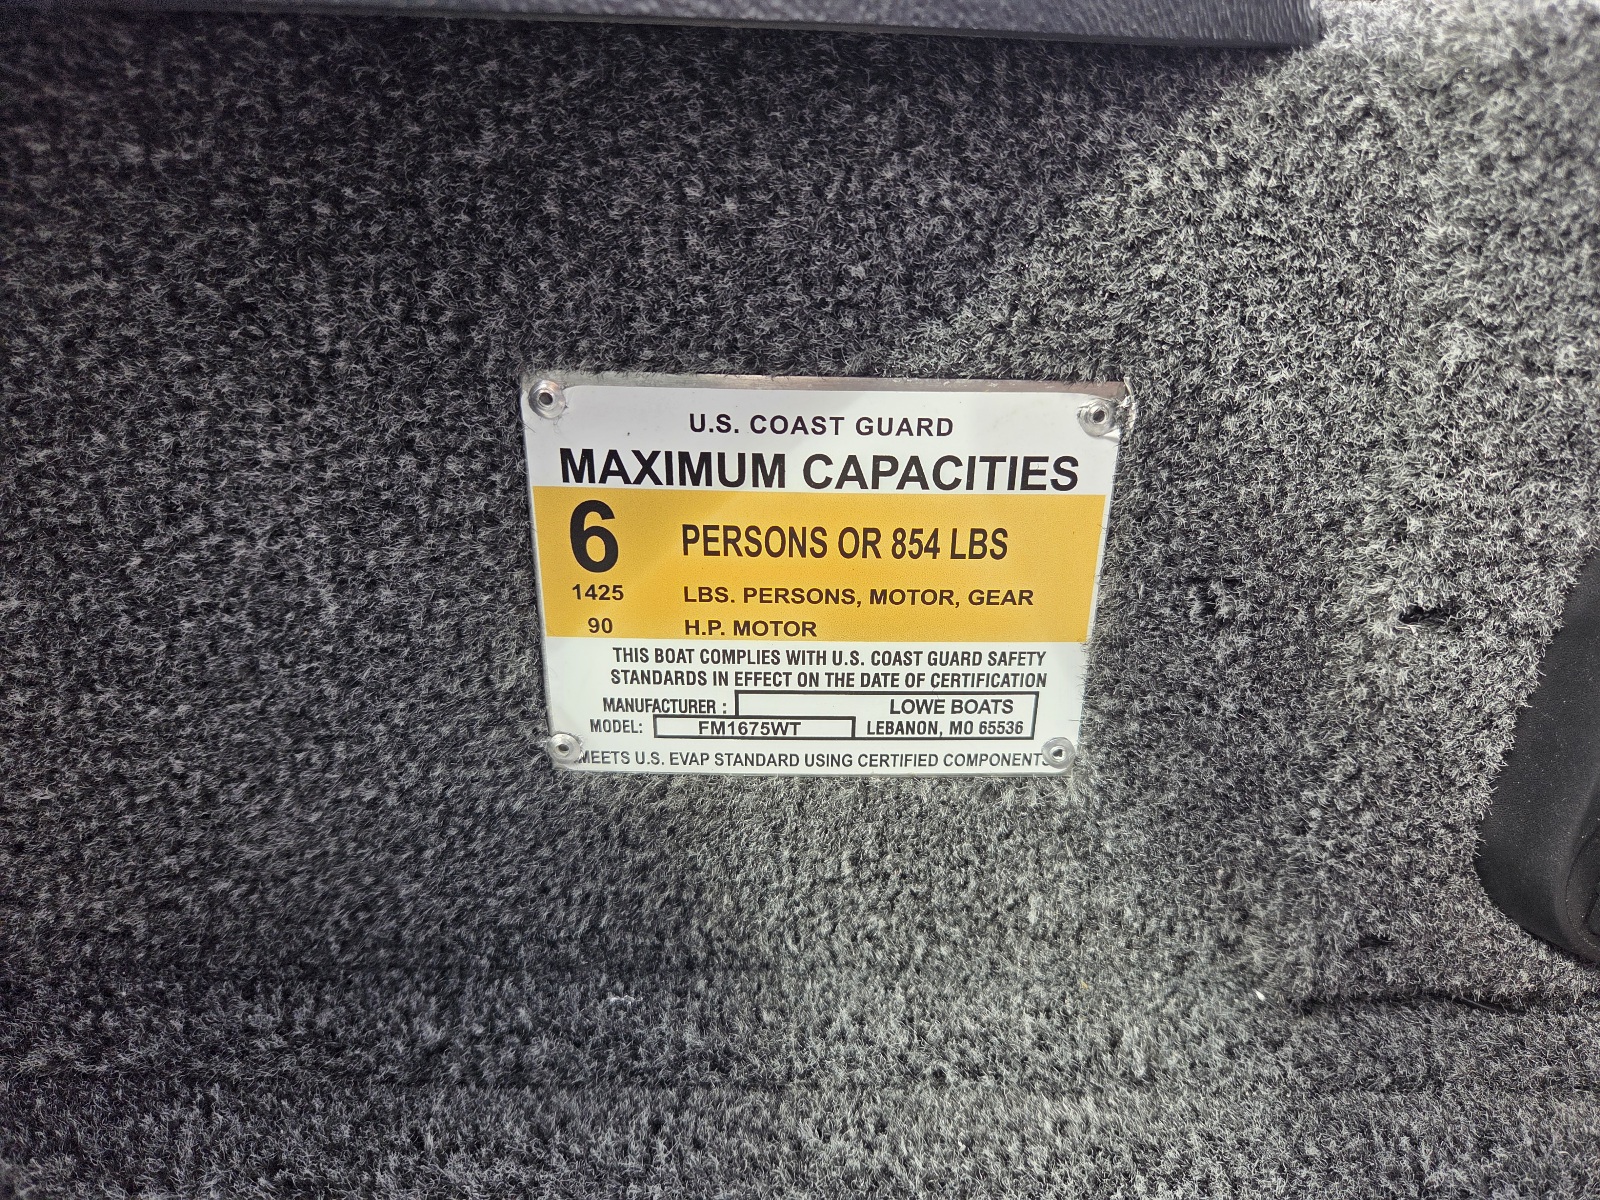 U.S. COAST GUARD
MAXIMUM CAPACITIES
6 PERSONS OR 854 LBS
1425 LBS. PERSONS, MOTOR, GEAR
90 H.P. MOTOR
THIS BOAT COMPLIES WITH U.S. COAST GUARD SAFETY
STANDARDS IN EFFECT ON THE DATE OF CERTIFICATION
MANUFACTURER : LOWE BOATS
MODEL: FM1675WT LEBANON, MO 65536
MEETS U.S. EVAP STANDARD USING CERTIFIED COMPONENTS